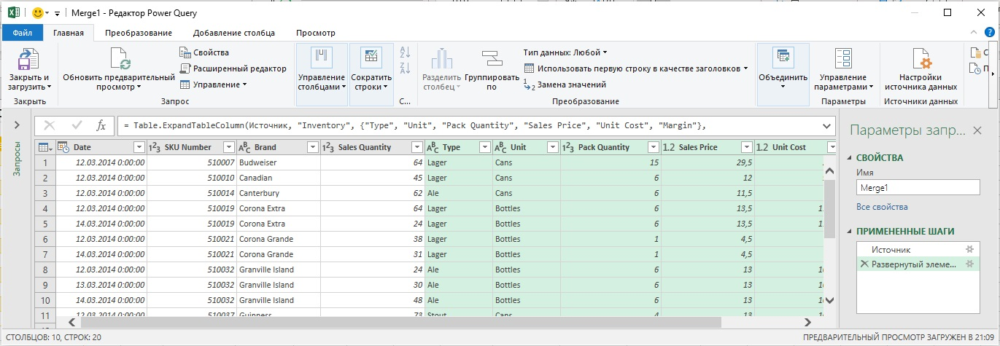 Merge1 - Редактор Power Query
Файл Главная Преобразование Добавление столбца Просмотр
Закрыть и загрузить
Обновить предварительный просмотр
Свойства
Расширенный редактор
Управление
Управление столбцами
Сократить строки
Разделить столбец
Группировать по
Тип данных: Любой
Использовать первую строку в качестве заголовков
Замена значений
Объединить
Управление параметрами
Настройки источника данных
Закрыть Запрос С... Преобразование Параметры Источники данных
Запросы
= Table.ExpandTableColumn(Источник, "Inventory", {"Type", "Unit", "Pack Quantity", "Sales Price", "Unit Cost", "Margin"},
Date SKU Number Brand Sales Quantity Type Unit Pack Quantity Sales Price Unit Cost
1 12.03.2014 0:00:00 510007 Budweiser 64 Lager Cans 15 29,5
2 12.03.2014 0:00:00 510010 Canadian 45 Lager Cans 6 12
3 12.03.2014 0:00:00 510014 Canterbury 62 Ale Cans 6 11,5
4 12.03.2014 0:00:00 510019 Corona Extra 64 Lager Bottles 6 13,5
5 14.03.2014 0:00:00 510019 Corona Extra 24 Lager Bottles 6 13,5
6 12.03.2014 0:00:00 510021 Corona Grande 38 Lager Bottles 1 4,5
7 14.03.2014 0:00:00 510021 Corona Grande 31 Lager Bottles 1 4,5
8 12.03.2014 0:00:00 510032 Granville Island 24 Ale Bottles 6 13
9 13.03.2014 0:00:00 510032 Granville Island 30 Ale Bottles 6 13
10 14.03.2014 0:00:00 510032 Granville Island 48 Ale Bottles 6 13
11 12.03.2014 0:00:00 510037 Guinness 73 Stout Cans 4 13
Параметры запр...
СВОЙСТВА
Имя
Merge1
Все свойства
ПРИМЕНЕННЫЕ ШАГИ
Источник
Развернутый элеме...
СТОЛБЦОВ: 10, СТРОК: 20
ПРЕДВАРИТЕЛЬНЫЙ ПРОСМОТР ЗАГРУЖЕН В 21:09